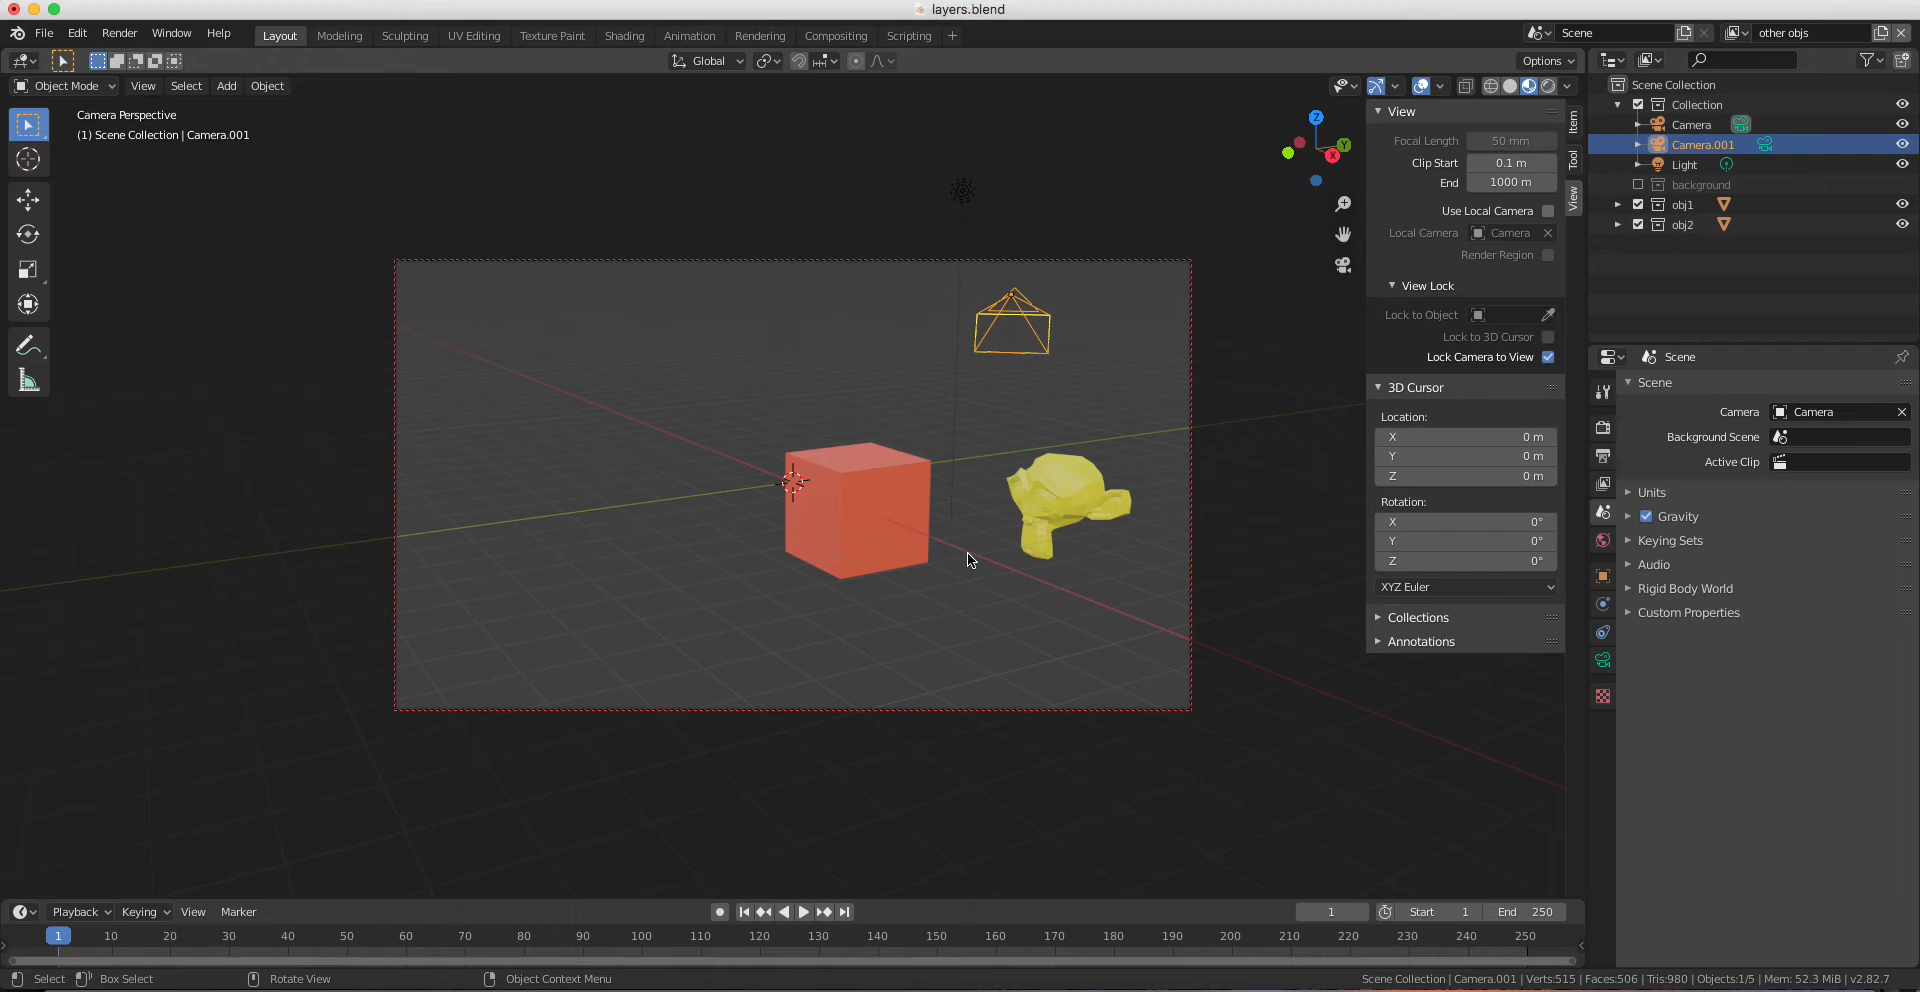 layers.blend
File Edit Render Window Help Layout Modeling Sculpting UV Editing Texture Paint Shading Animation Rendering Compositing Scripting + Scene other objs
Global Options
Object Mode View Select Add Object
Camera Perspective
(1) Scene Collection | Camera.001
Z
Y
X
View
Focal Length 50 mm
Clip Start 0.1 m
End 1000 m
Use Local Camera
Local Camera Camera
Render Region
View Lock
Lock to Object
Lock to 3D Cursor
Lock Camera to View
3D Cursor
Location:
X 0 m
Y 0 m
Z 0 m
Rotation:
X 0°
Y 0°
Z 0°
XYZ Euler
Collections
Annotations
Item
Tool
View
Scene Collection
Collection
Camera
Camera.001
Light
background
obj1
obj2
Scene
Scene
Camera Camera
Background Scene
Active Clip
Units
Gravity
Keying Sets
Audio
Rigid Body World
Custom Properties
Playback Keying View Marker 1 Start 1 End 250
1 10 20 30 40 50 60 70 80 90 100 110 120 130 140 150 160 170 180 190 200 210 220 230 240 250
Select Box Select Rotate View Object Context Menu Scene Collection | Camera.001 | Verts:515 | Faces:506 | Tris:980 | Objects:1/5 | Mem: 52.3 MiB | v2.82.7